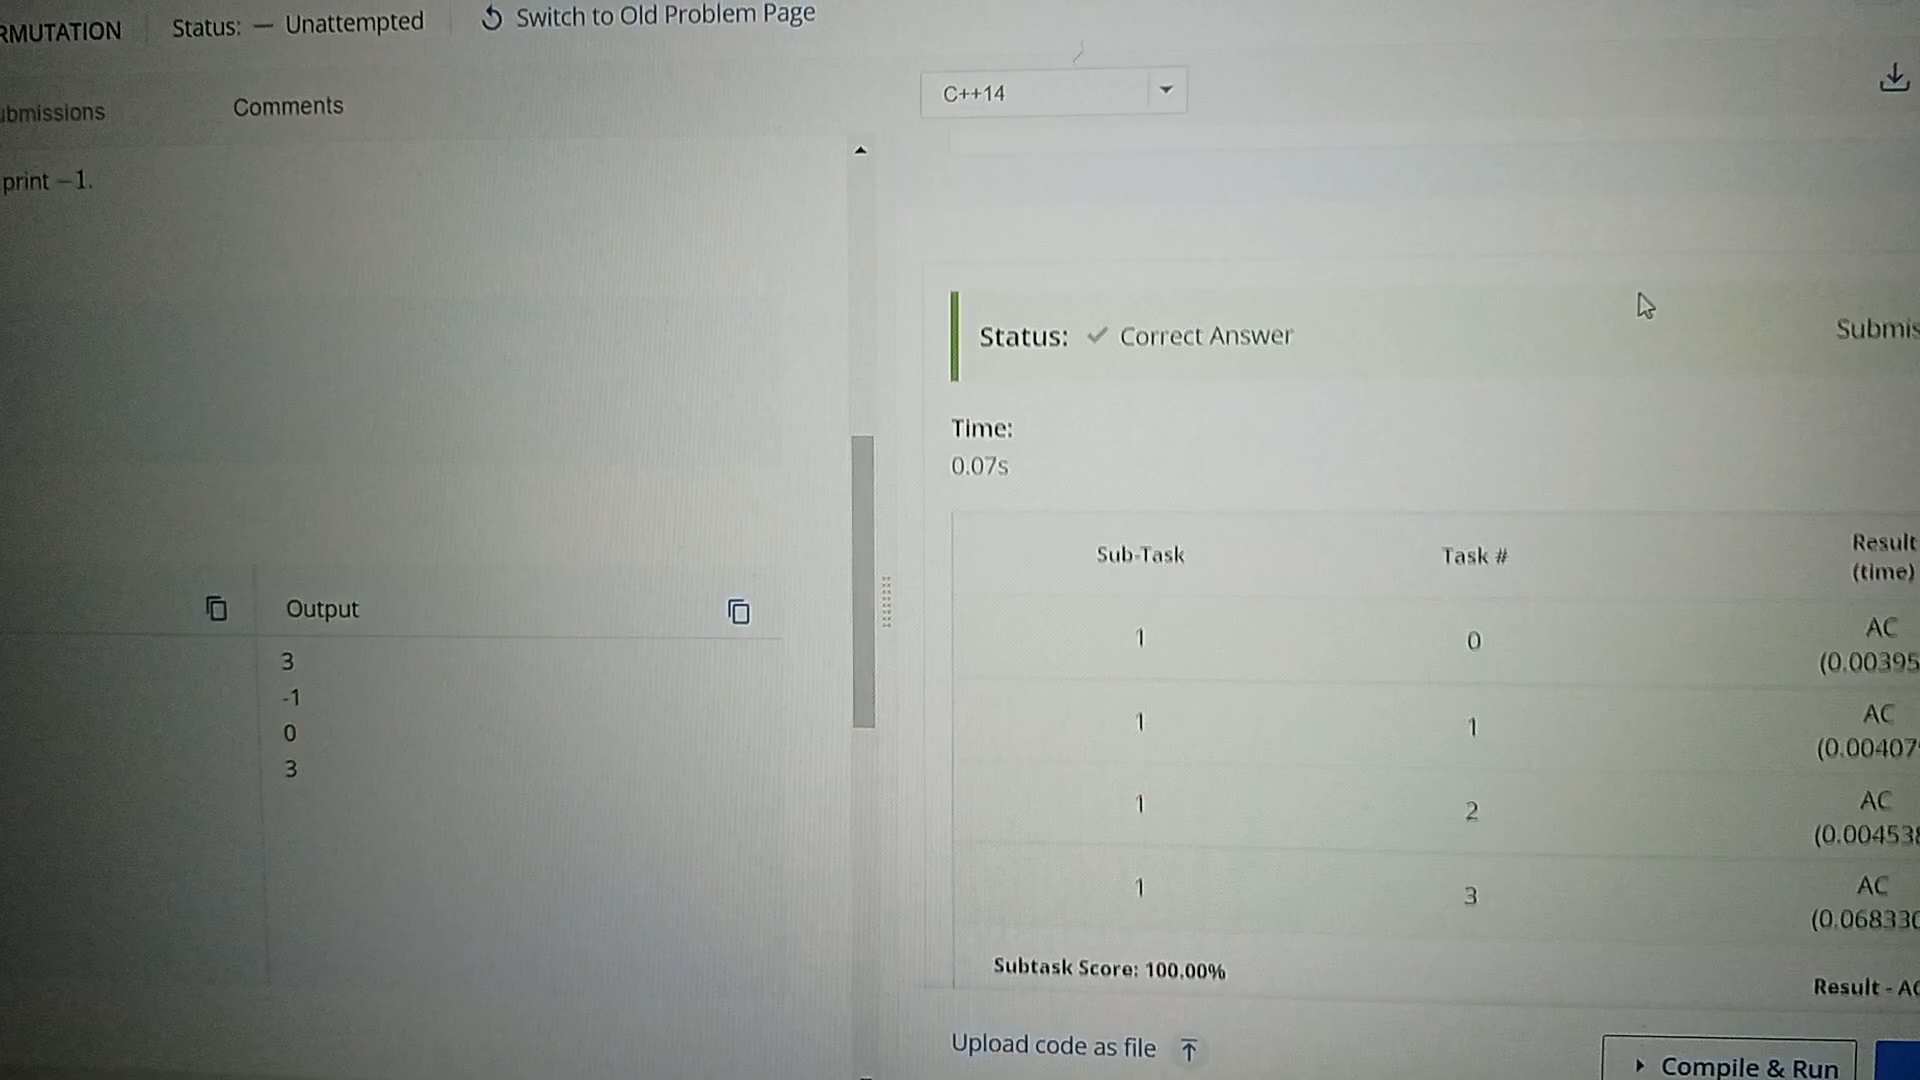 RMUTATION
Status: — Unattempted
Switch to Old Problem Page
C++14
ubmissions
Comments
print −1.
Status: ✓ Correct Answer
Submis
Time:
0.07s
Sub-Task
Task #
Result
(time)
1
0
AC
(0.00395
1
1
AC
(0.00407
1
2
AC
(0.004538
1
3
AC
(0.068330
Subtask Score: 100.00%
Result - AC
Output
3
-1
0
3
Upload code as file
Compile & Run